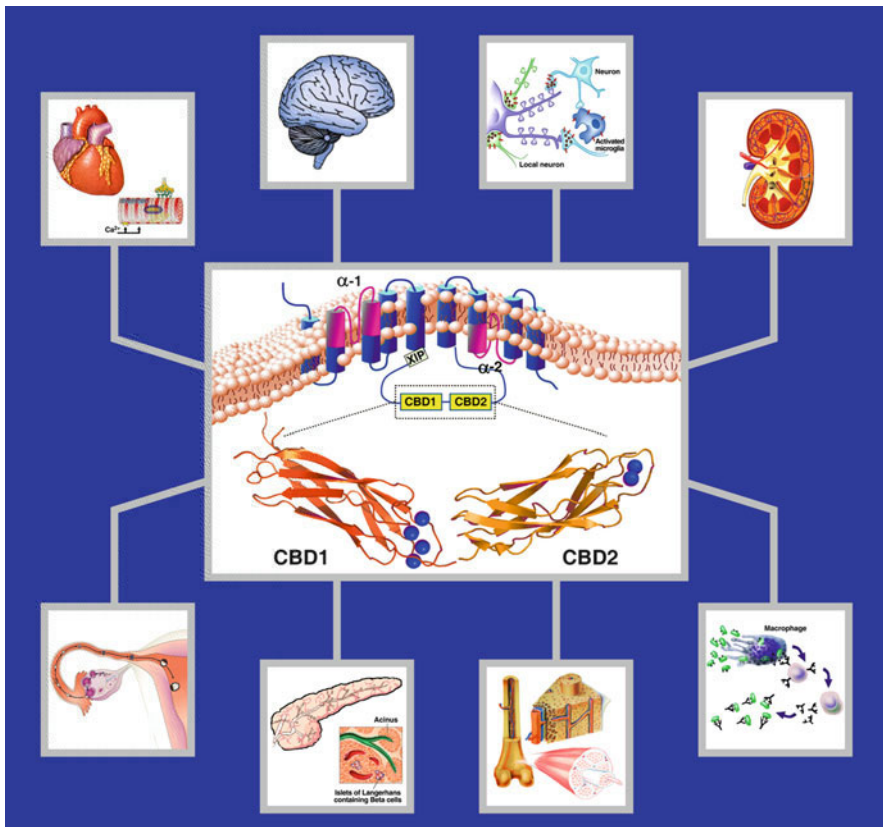 Neuron
Activated
microglia
Local neuron
Ca2+
α-1
XIP
α-2
CBD1
CBD2
CBD1
CBD2
Macrophage
Acinus
Islets of Langerhans
containing Beta cells